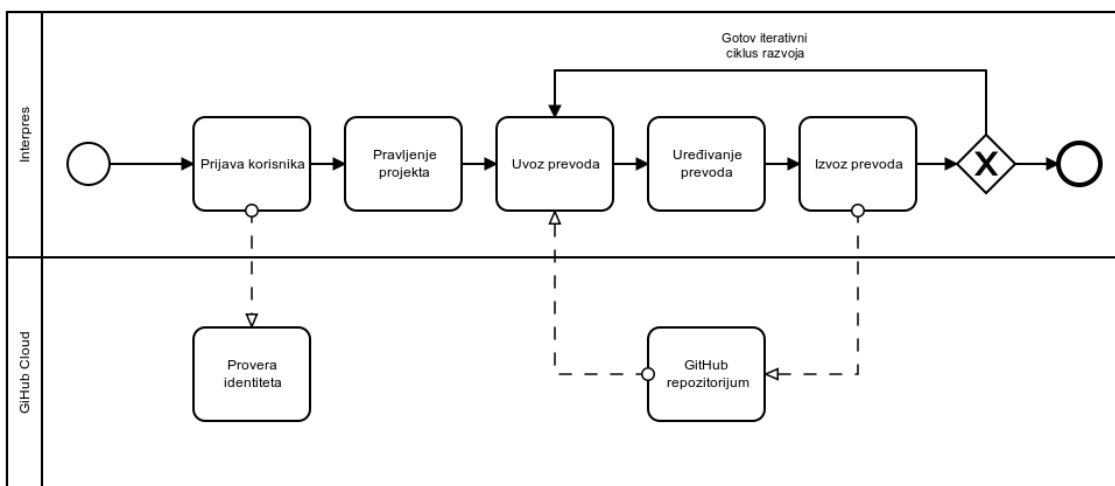 Gotov iterativni
ciklus razvoja
Interpres
Prijava korisnika
Pravljenje
projekta
Uvoz prevoda
Uređivanje
prevoda
Izvoz prevoda
X
GiHub Cloud
Provera
identiteta
GitHub
repozitorijum